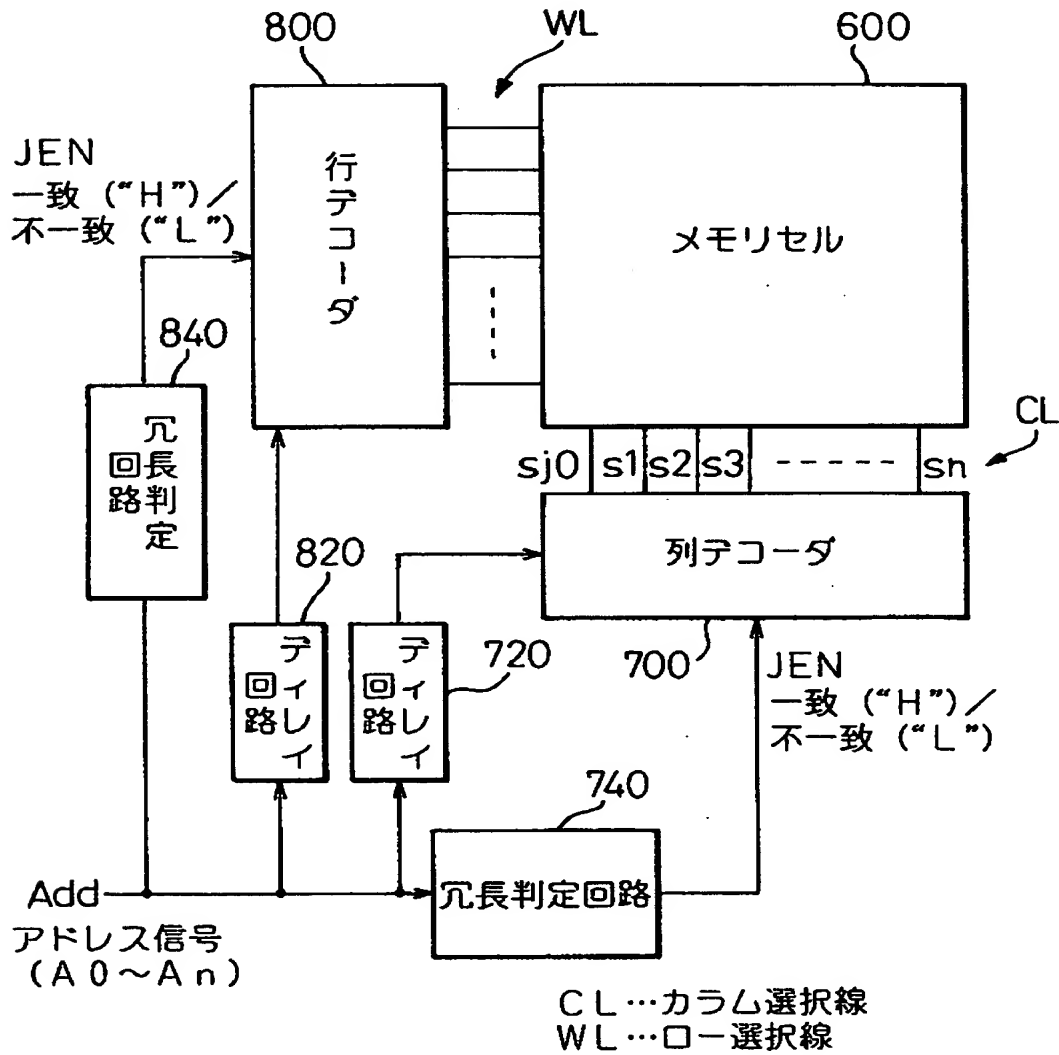 800
WL
600
JEN
一致 (“H”)／
不一致 (“L”)
行デコーダ
メモリセル
840
冗長判定
回路
CL
sj0
s1
s2
s3
sn
列デコーダ
820
ディレイ
回路
ディレイ
回路
720
700
JEN
一致 (“H”)／
不一致 (“L”)
740
冗長判定回路
Add
アドレス信号
(A0～An)
CL…カラム選択線
WL…ロー選択線